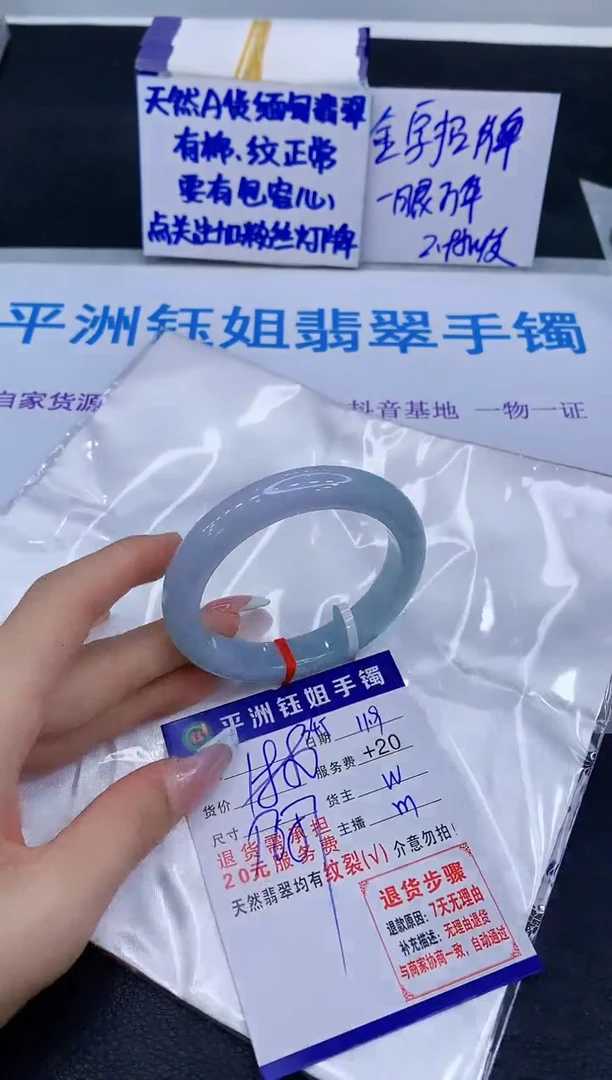 天然A货缅甸翡翠
有棉、纹正常
要有包容心
点关注加粉丝灯牌
金字招牌
一眼万年
平洲钰姐翡翠手镯
自家货源
抖音基地 一物一证
平洲钰姐手镯
日期 11.9
服务费 +20
货价
货主 W
尺寸
主播 m
退货需承担
20元服务费
天然翡翠均有纹裂(√)介意勿拍!
退货步骤
退款原因:7天无理由
补充描述:无理由退货
与商家协商一致,自动通过